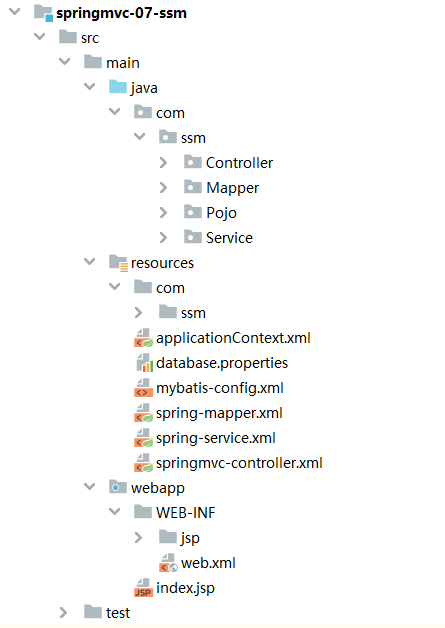 springmvc-07-ssm
src
main
java
com
ssm
Controller
Mapper
Pojo
Service
resources
com
ssm
applicationContext.xml
database.properties
mybatis-config.xml
spring-mapper.xml
spring-service.xml
springmvc-controller.xml
webapp
WEB-INF
jsp
web.xml
index.jsp
test